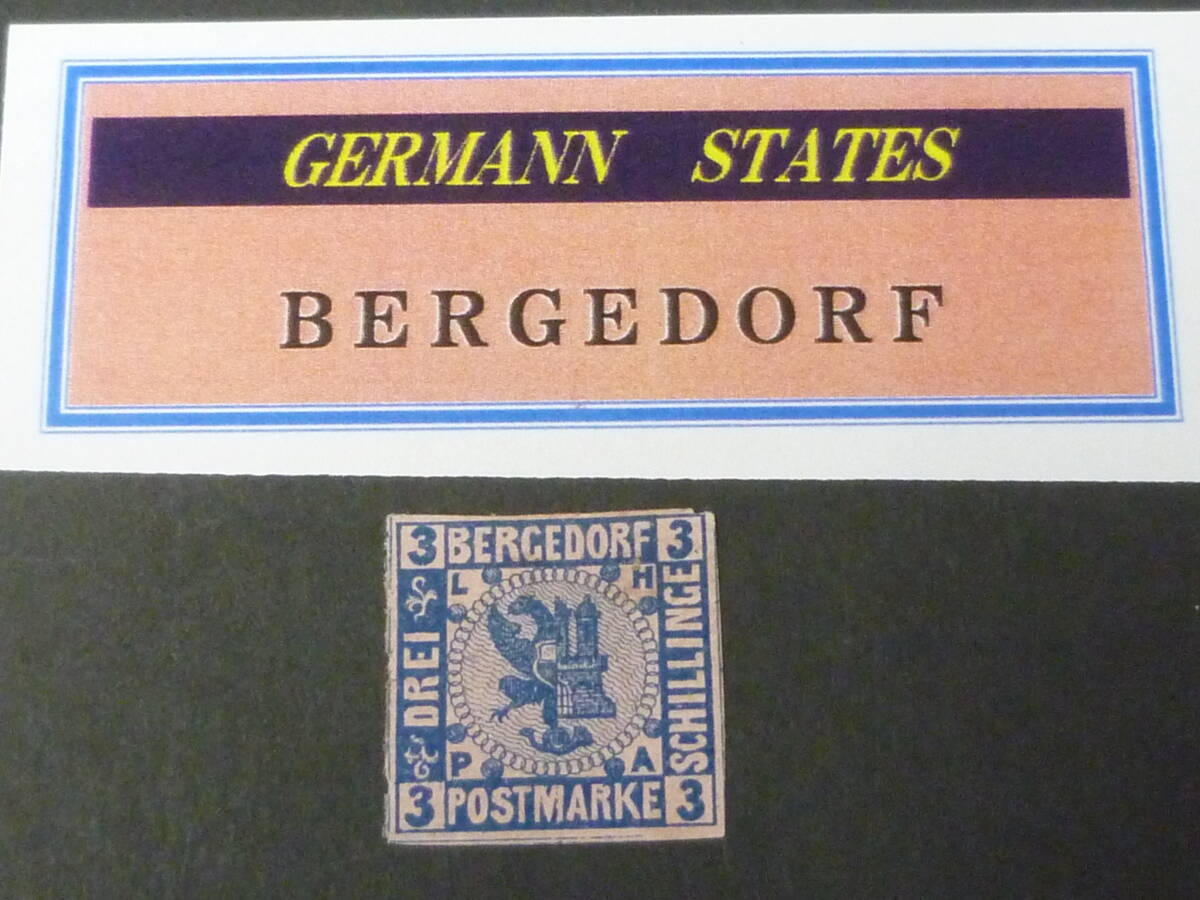 GERMANN STATES
BERGEDORF
3 BERGEDORF 3
L H
DREI
SCHILLINGE
P A
3 POSTMARKE 3